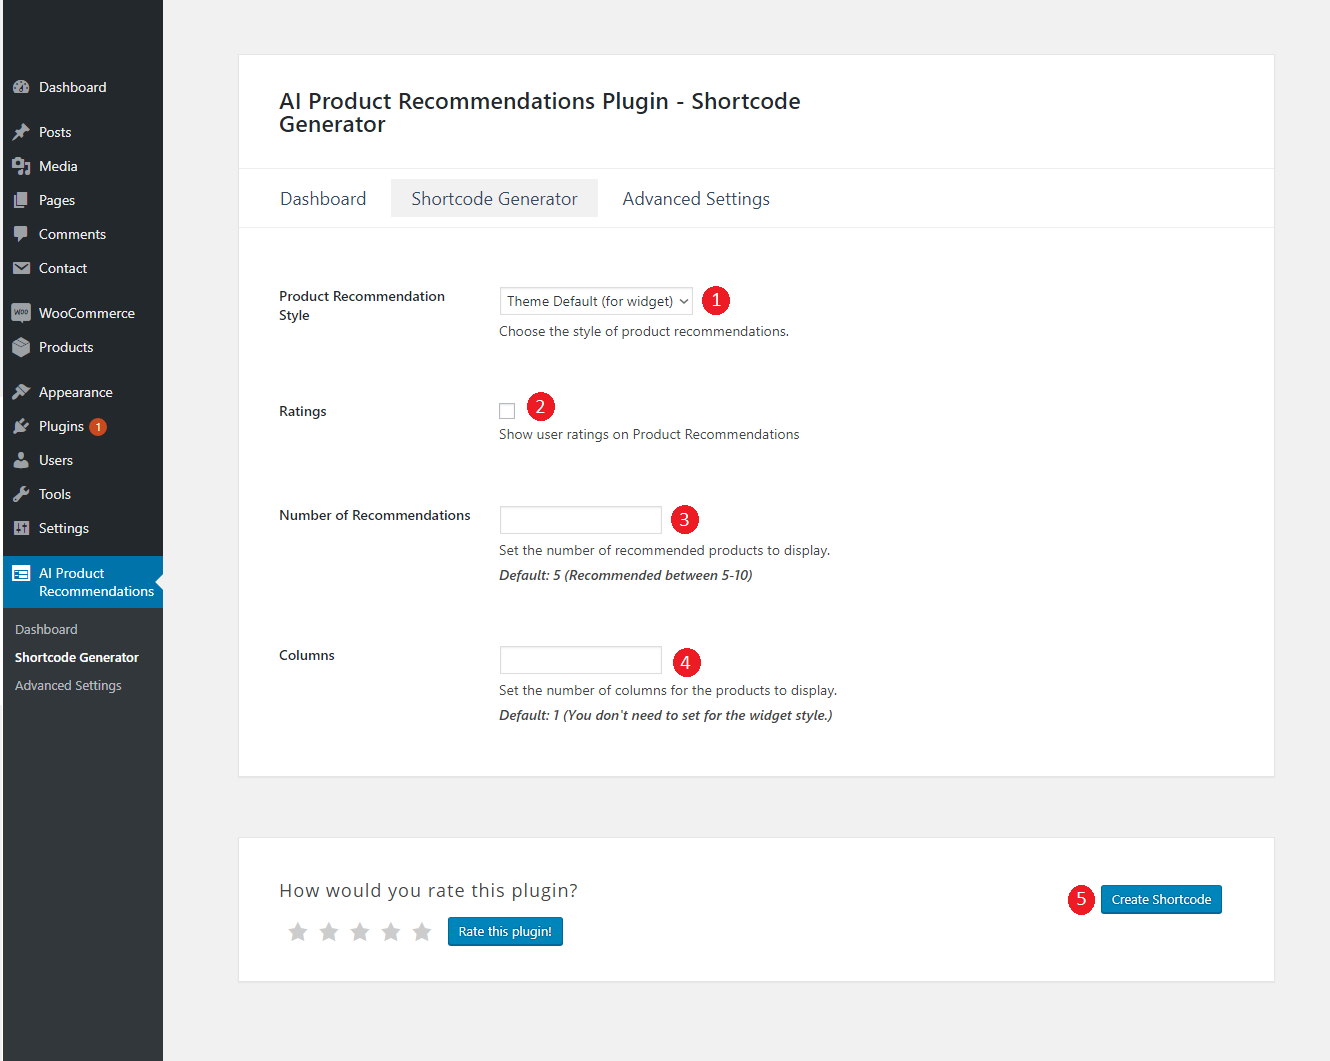 Dashboard
Posts
Media
Pages
Comments
Contact
WOO
WooCommerce
Products
Appearance
Plugins 1
Users
Tools
Settings
AI Product
Recommendations
Dashboard
Shortcode Generator
Advanced Settings
AI Product Recommendations Plugin - Shortcode
Generator
Dashboard Shortcode Generator Advanced Settings
Product Recommendation
Style
Theme Default (for widget) 1
Choose the style of product recommendations.
Ratings 2
Show user ratings on Product Recommendations
Number of Recommendations 3
Set the number of recommended products to display.
Default: 5 (Recommended between 5-10)
Columns 4
Set the number of columns for the products to display.
Default: 1 (You don't need to set for the widget style.)
How would you rate this plugin?
Rate this plugin!
5 Create Shortcode